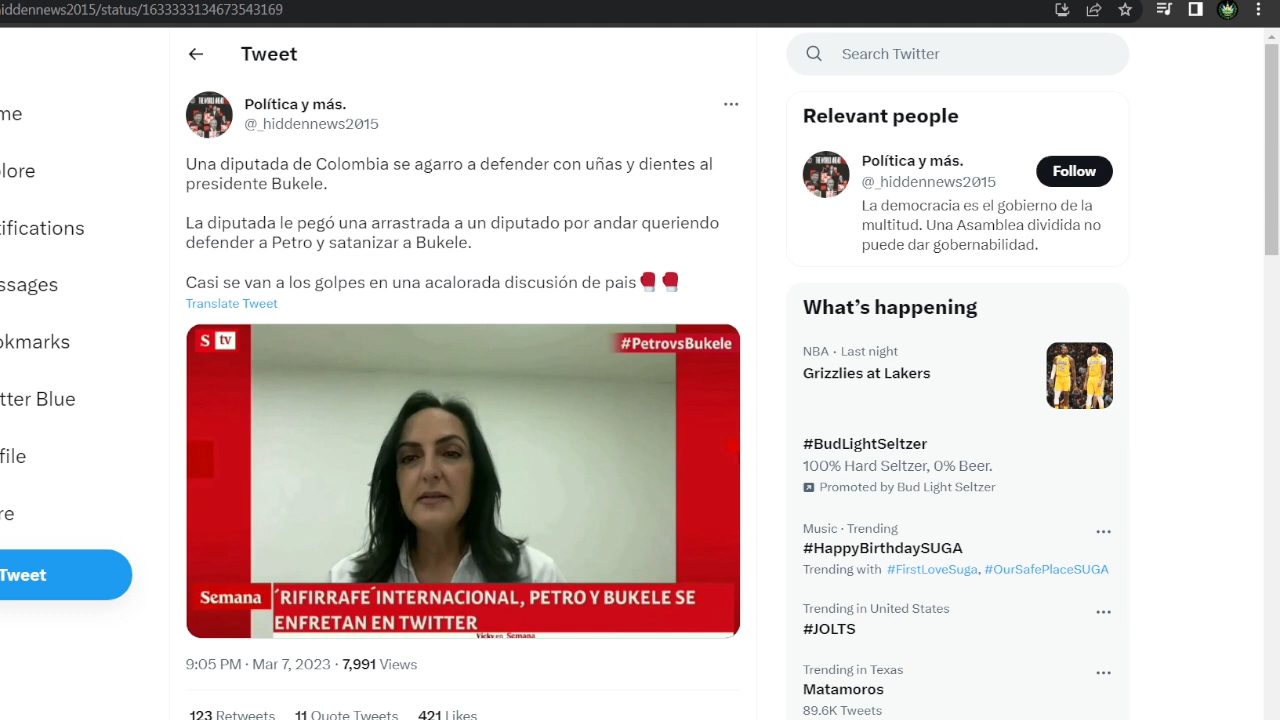 iddennews2015/status/1633333134673543169
me
lore
ifications
ssages
okmarks
tter Blue
file
re
Tweet
Tweet
Política y más.
@_hiddennews2015
Una diputada de Colombia se agarro a defender con uñas y dientes al
presidente Bukele.
La diputada le pegó una arrastrada a un diputado por andar queriendo
defender a Petro y satanizar a Bukele.
Casi se van a los golpes en una acalorada discusión de pais
Translate Tweet
S tv
#PetrovsBukele
Semana
´RIFIRRAFE´INTERNACIONAL, PETRO Y BUKELE SE
ENFRETAN EN TWITTER
Vicky en Semana
9:05 PM · Mar 7, 2023 · 7,991 Views
123 Retweets 11 Quote Tweets 421 Likes
Search Twitter
Relevant people
Política y más.
@_hiddennews2015
Follow
La democracia es el gobierno de la
multitud. Una Asamblea dividida no
puede dar gobernabilidad.
What's happening
NBA · Last night
Grizzlies at Lakers
#BudLightSeltzer
100% Hard Seltzer, 0% Beer.
Promoted by Bud Light Seltzer
Music · Trending
#HappyBirthdaySUGA
Trending with #FirstLoveSuga, #OurSafePlaceSUGA
Trending in United States
#JOLTS
Trending in Texas
Matamoros
89.6K Tweets